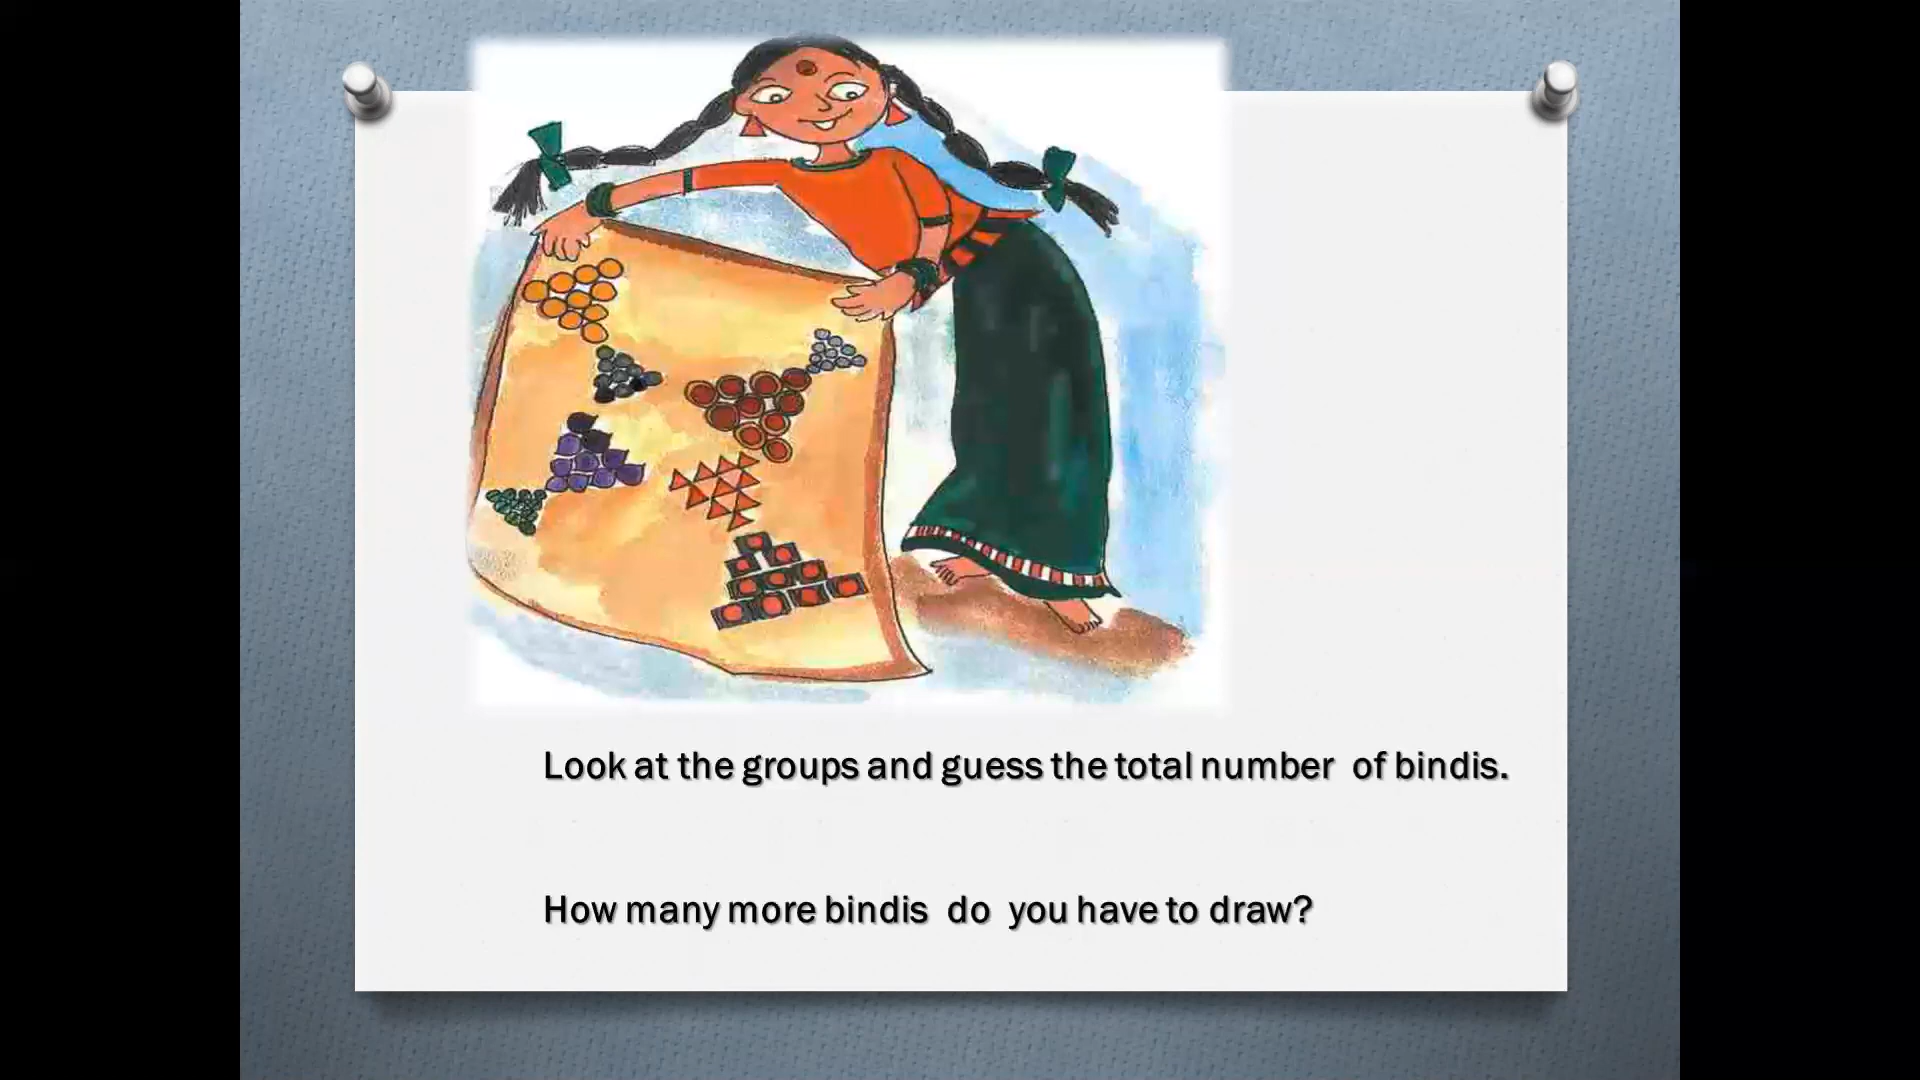 Look at the groups and guess the total number of bindis.
How many more bindis do you have to draw?